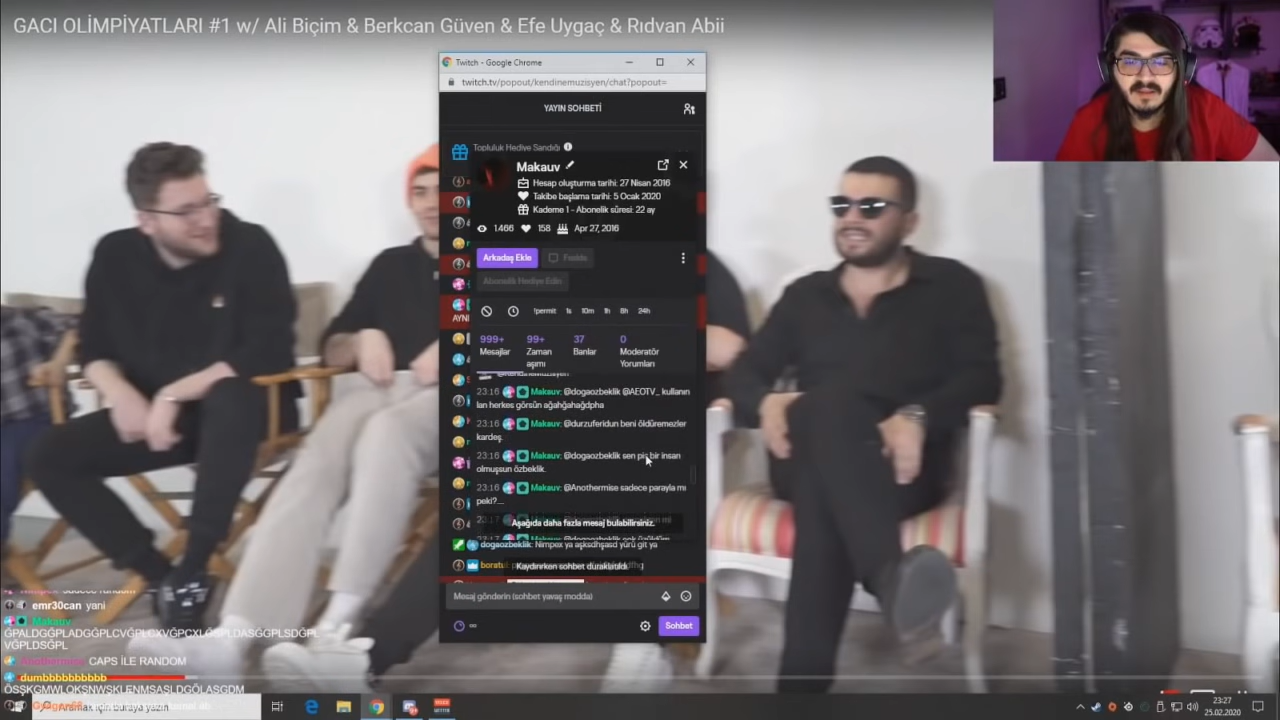 GACI OLİMPİYATLARI #1 w/ Ali Biçim & Berkcan Güven & Efe Uygaç & Rıdvan Abii
Twitch - Google Chrome
twitch.tv/popout/kendinemuzisyen/chat?popout=
YAYIN SOHBETİ
Topluluk Hediye Sandığı
Makauv
Hesap oluşturma tarihi: 27 Nisan 2016
Takibe başlama tarihi: 5 Ocak 2020
Kademe 1 - Abonelik süresi: 22 ay
1.466 158 Apr 27, 2016
Arkadaş Ekle Fısılda
Abonelik Hediye Edin
!permit 1s 10m 1h 8h 24h
999+ 99+ 37 0
Mesajlar Zaman aşımı Banlar Moderatör Yorumları
AYNI
23:16 Makauv: @dogaozbeklik @AEOTV_ kullanın
lan herkes görsün ağahğahağdpha
23:16 Makauv: @durzuferidun beni öldüremezler
kardeş.
23:16 Makauv: @dogaozbeklik sen pis bir insan
olmuşsun özbeklik.
23:16 Makauv: @Anothermise sadece parayla mı
peki?....
Aşağıda daha fazla mesaj bulabilirsiniz.
dogaozbeklik: Nimpex ya aşksdhşasd yürü git ya
Kaydırırken sohbet duraklatıldı
Mesaj gönderin (sohbet yavaş modda)
Sohbet
emr30can yani
Makauv
Anothermise CAPS İLE RANDOM
dumbbbbbbbbbb
Aramak için buraya yazın
23:27
25.02.2020